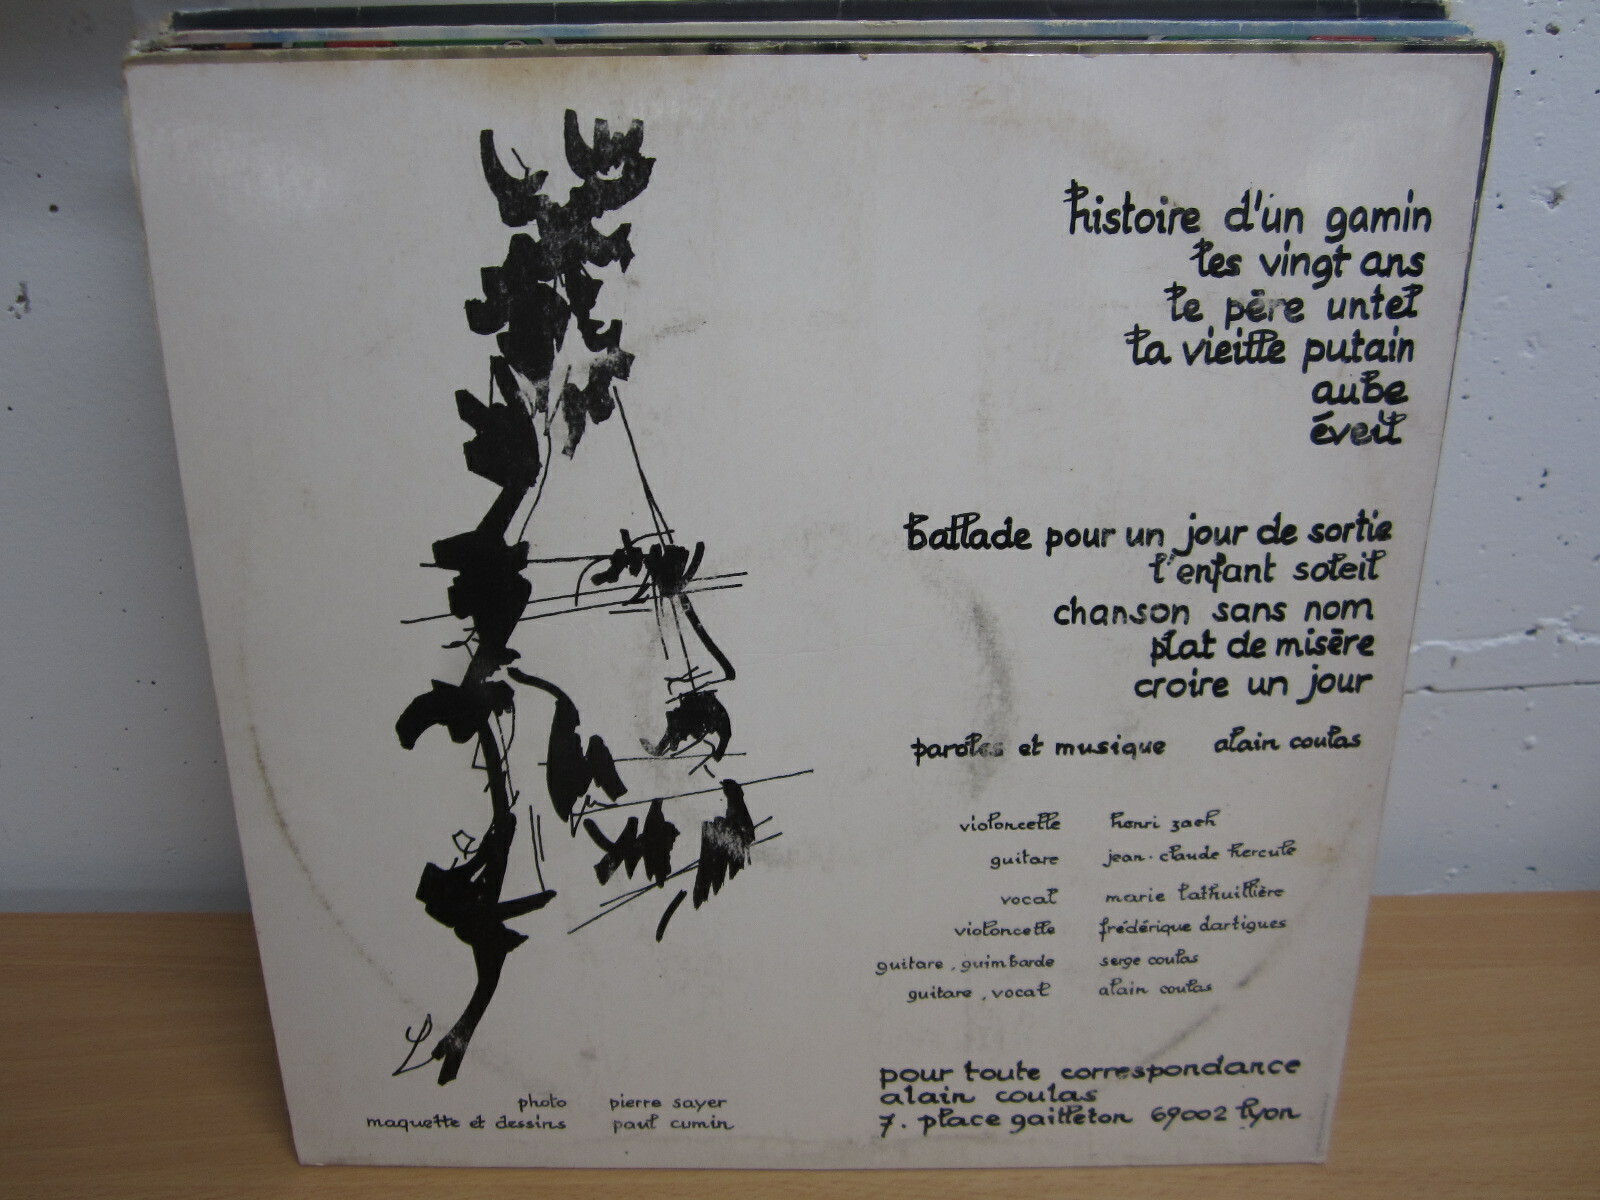 histoire d'un gamin
les vingt ans
le père untel
la vieille putain
aube
éveil
ballade pour un jour de sortie
l'enfant soleil
chanson sans nom
plat de misère
croire un jour
paroles et musique alain coulas
violoncelle henri zach
guitare jean-claude hercule
vocal marie lathuillière
violoncelle frédérique dartigues
guitare, guimbarde serge coulas
guitare, vocal alain coulas
pour toute correspondance
alain coulas
7. place gailleton 69002 lyon
photo pierre sayer
maquette et dessins paul cumin